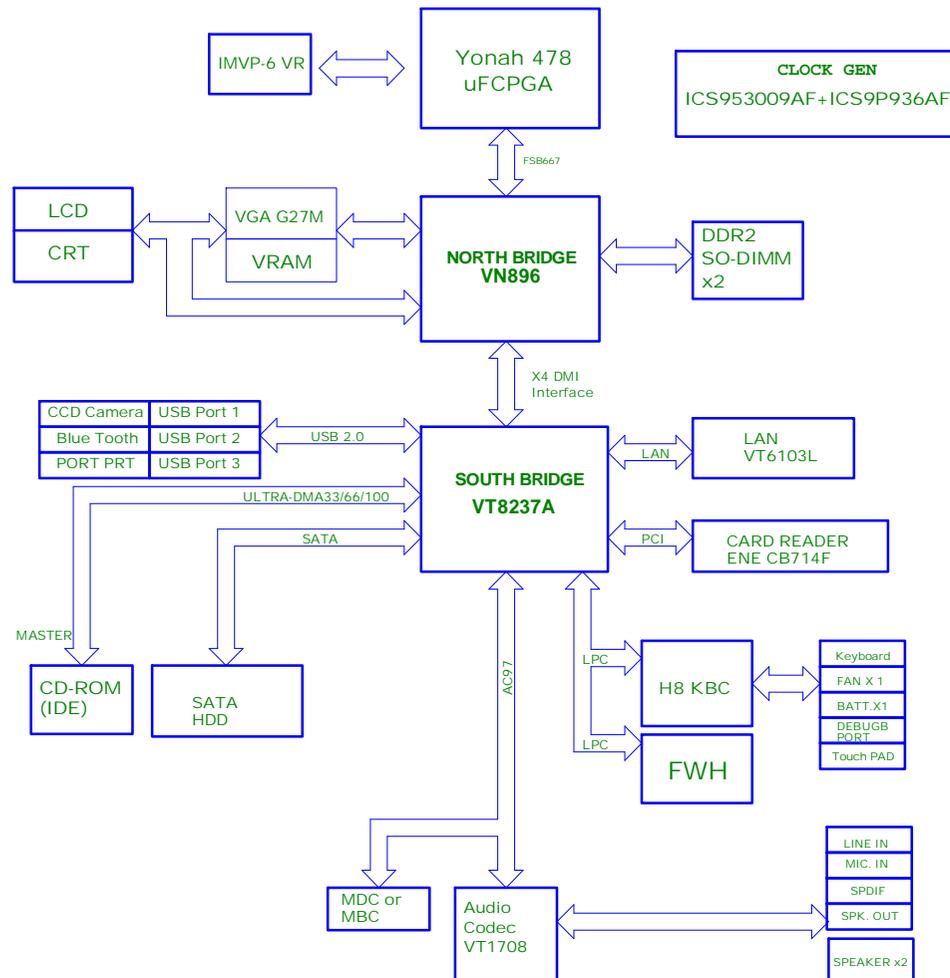 IMVP-6 VR
Yonah 478
uFCPGA
CLOCK GEN
ICS953009AF+ICS9P936AF
FSB667
LCD
CRT
VGA G27M
VRAM
NORTH BRIDGE
VN896
DDR2
SO-DIMM
x2
X4 DMI
Interface
CCD Camera
USB Port 1
Blue Tooth
USB Port 2
PORT PRT
USB Port 3
USB 2.0
ULTRA-DMA33/66/100
SATA
SOUTH BRIDGE
VT8237A
LAN
LAN
VT6103L
PCI
CARD READER
ENE CB714F
MASTER
CD-ROM
(IDE)
SATA
HDD
AC97
LPC
LPC
H8 KBC
FWH
Keyboard
FAN X 1
BATT.X1
DEBUGB
PORT
Touch PAD
MDC or
MBC
Audio
Codec
VT1708
LINE IN
MIC. IN
SPDIF
SPK. OUT
SPEAKER x2